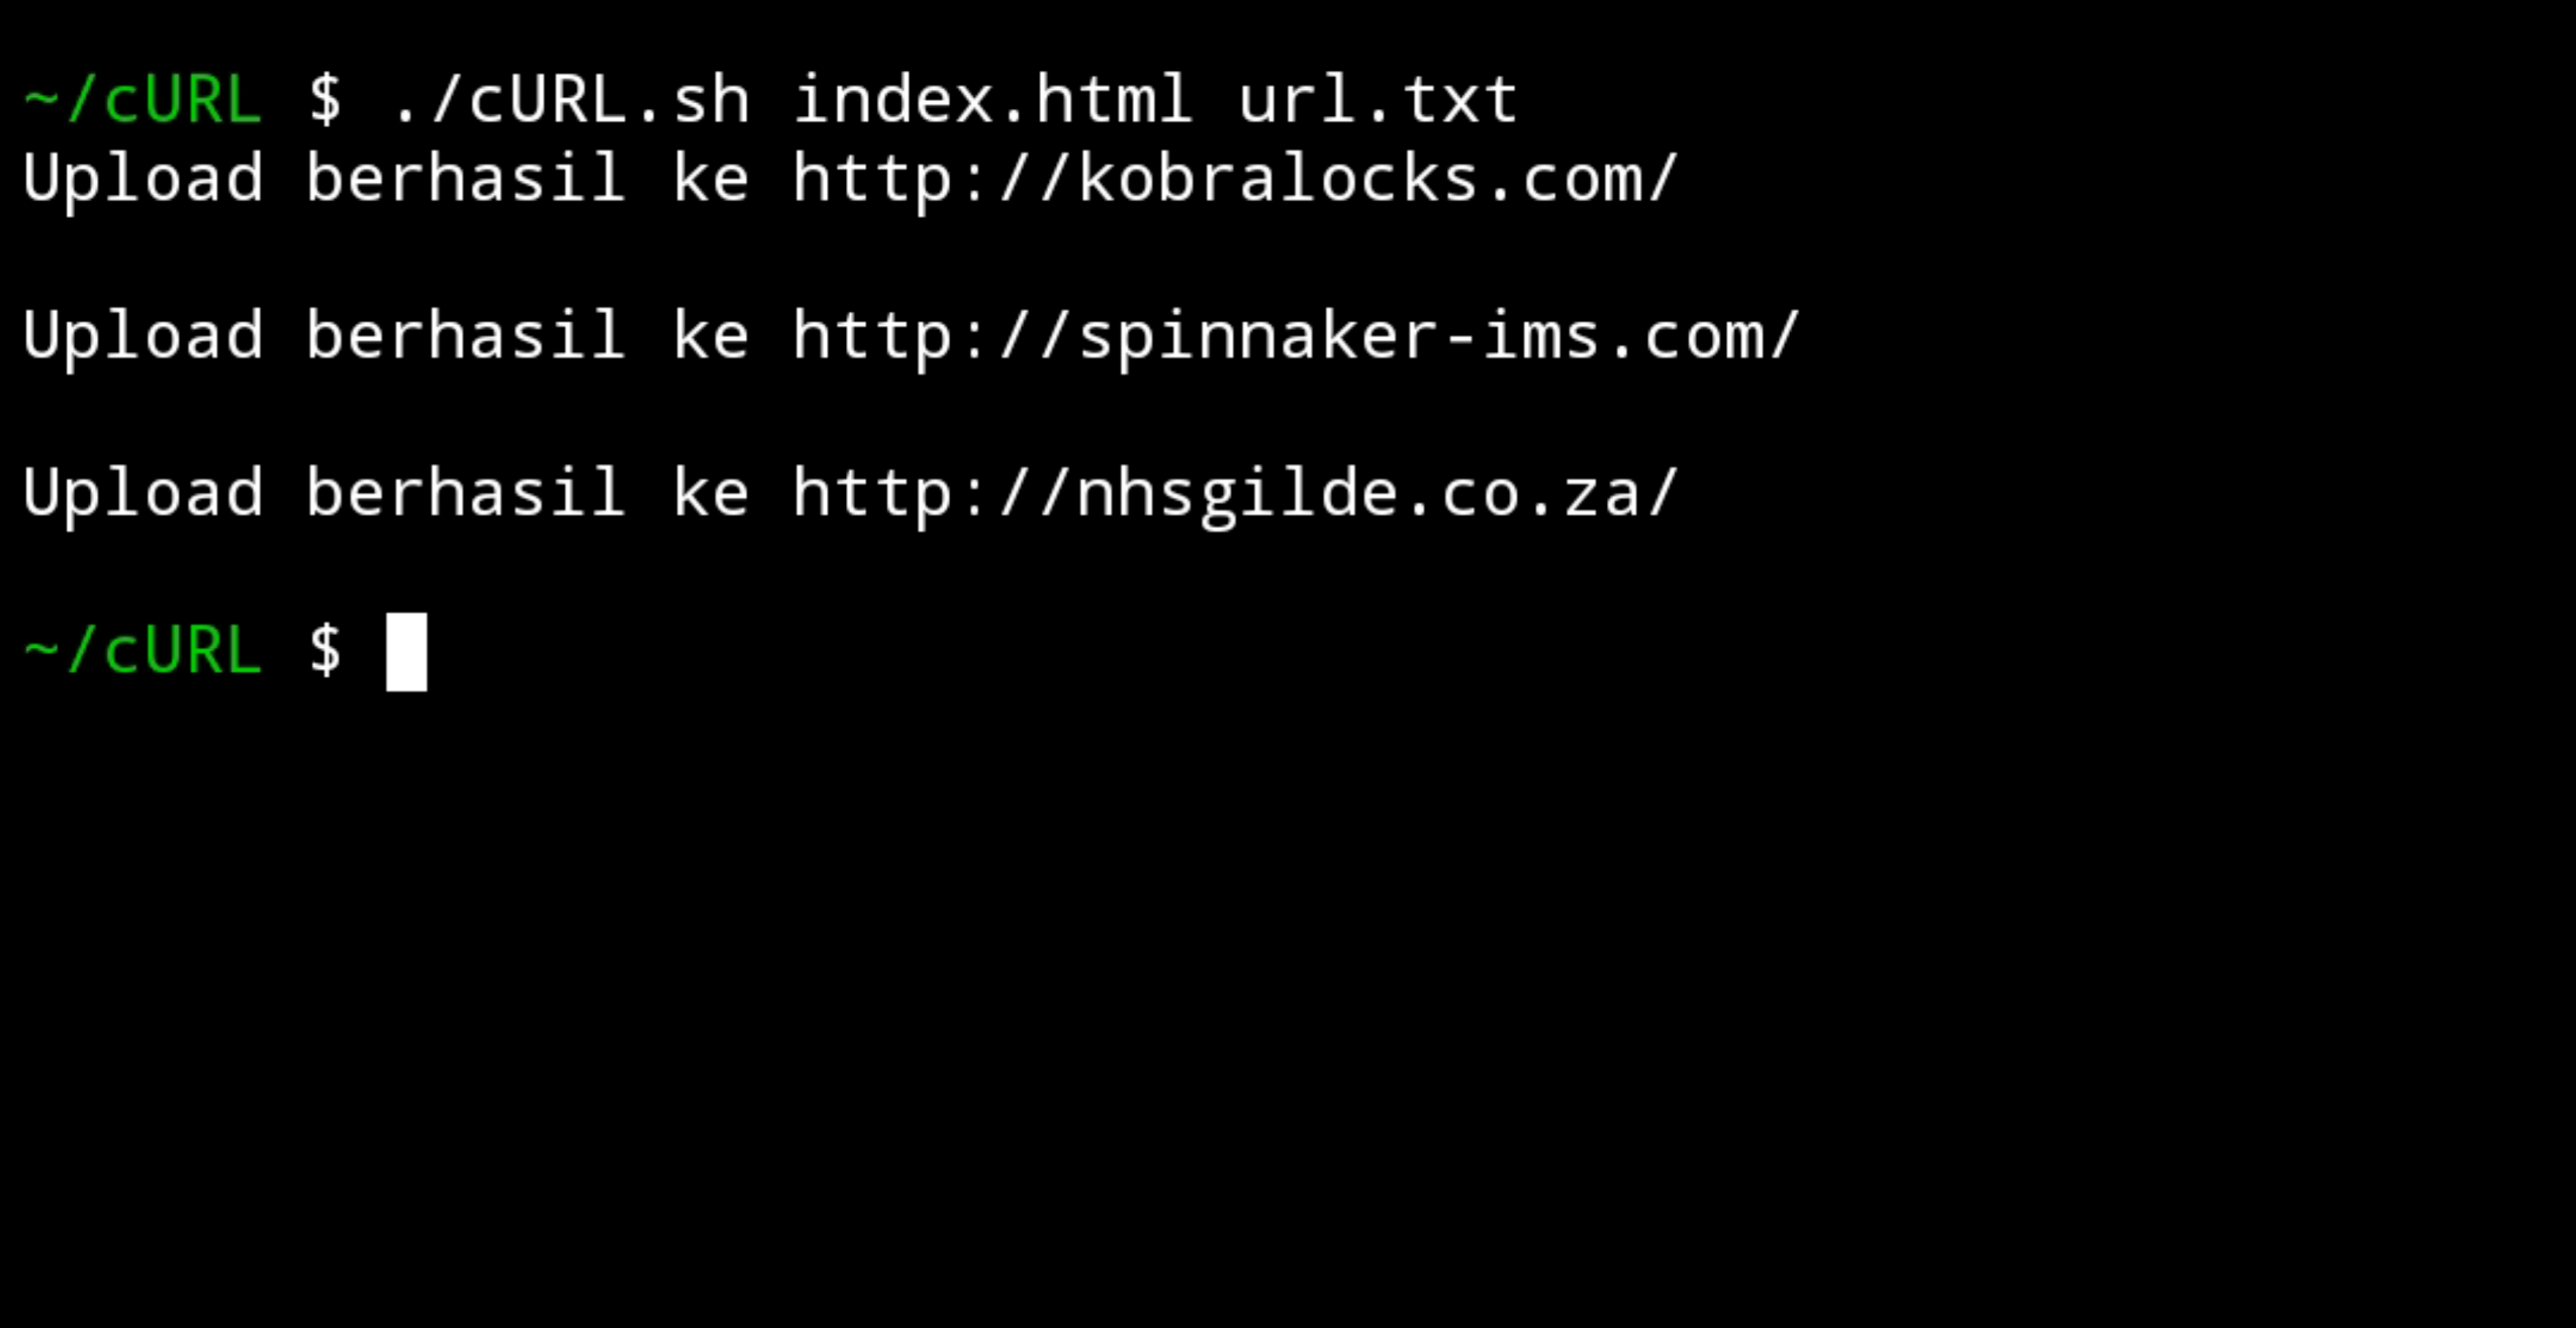 ~/cURL $ ./cURL.sh index.html url.txt
Upload berhasil ke http://kobralocks.com/
Upload berhasil ke http://spinnaker-ims.com/
Upload berhasil ke http://nhsgilde.co.za/
~/cURL $